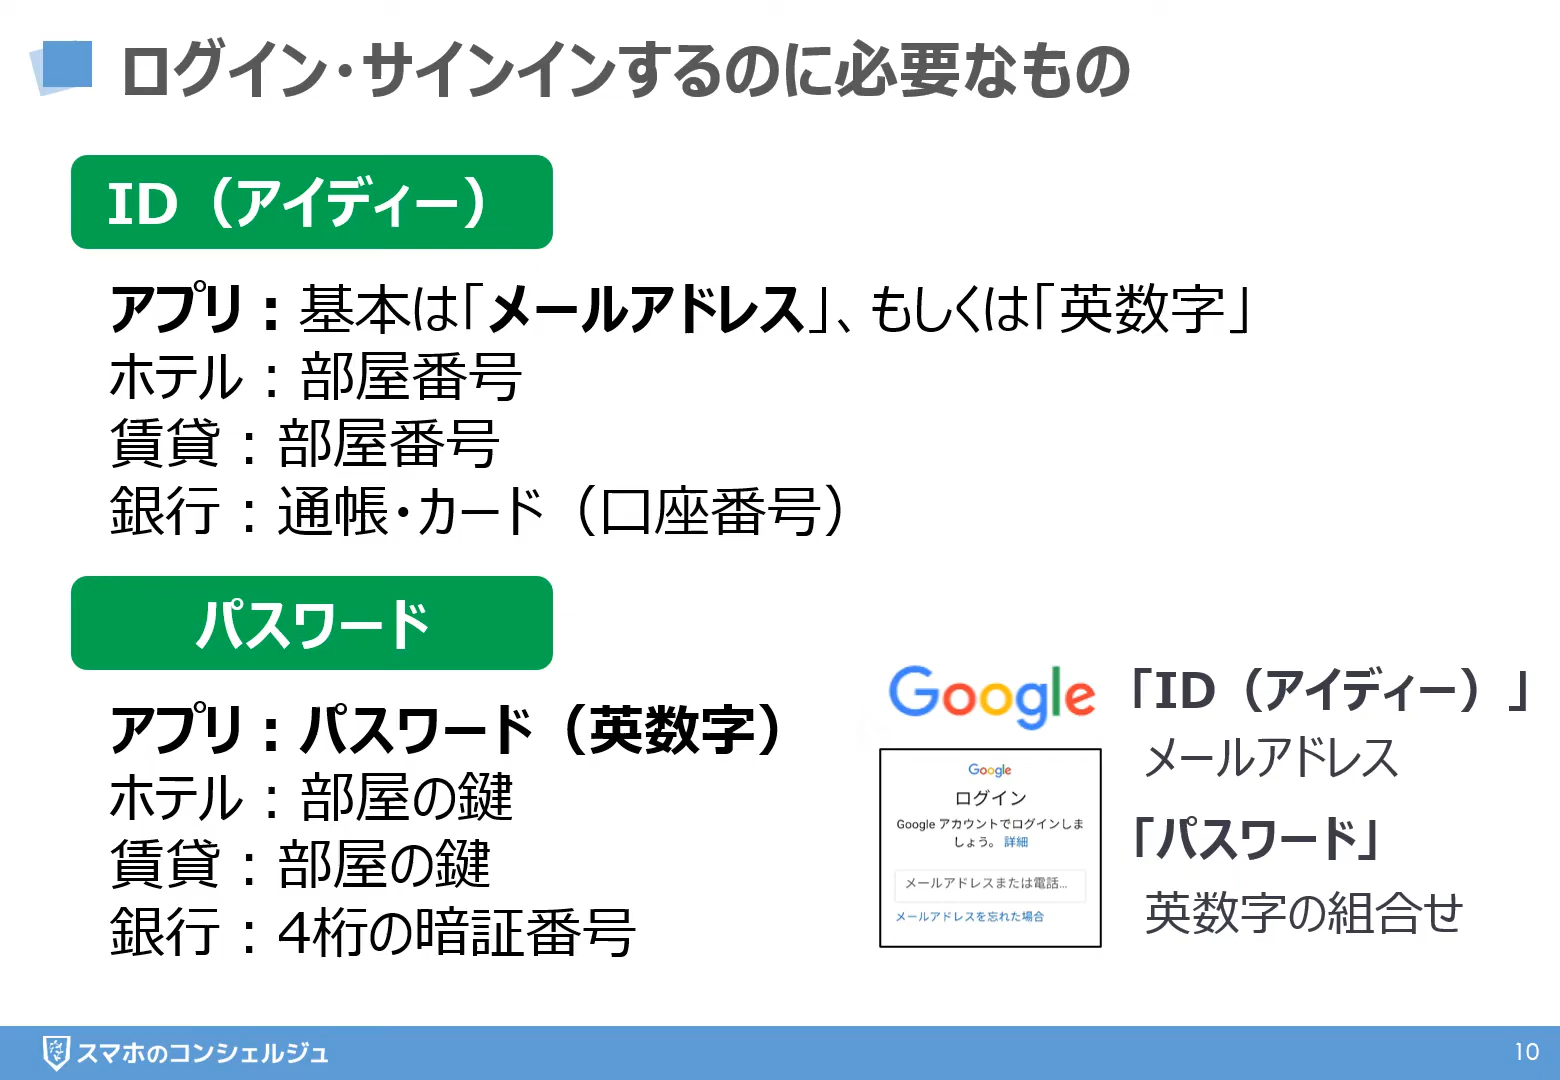 ログイン・サインインするのに必要なもの
ID（アイディー）
アプリ：基本は「メールアドレス」、もしくは「英数字」
ホテル：部屋番号
賃貸：部屋番号
銀行：通帳・カード（口座番号）
パスワード
アプリ：パスワード（英数字）
ホテル：部屋の鍵
賃貸：部屋の鍵
銀行：4桁の暗証番号
Google
「ID（アイディー）」
メールアドレス
「パスワード」
英数字の組合せ
Google
ログイン
Google アカウントでログインしま
しょう。 詳細
メールアドレスまたは電話...
メールアドレスを忘れた場合
スマホのコンシェルジュ
10